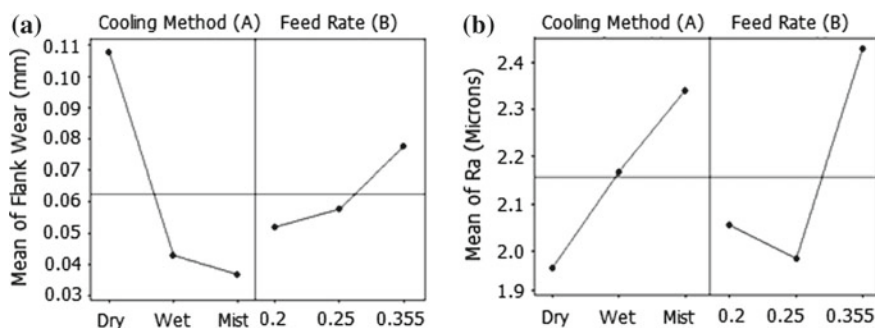 (a)
Cooling Method (A)
Feed Rate (B)
Mean of Flank Wear (mm)
0.11
0.10
0.09
0.08
0.07
0.06
0.05
0.04
0.03
Dry
Wet
Mist
0.2
0.25
0.355
(b)
Cooling Method (A)
Feed Rate (B)
Mean of Ra (Microns)
2.4
2.3
2.2
2.1
2.0
1.9
Dry
Wet
Mist
0.2
0.25
0.355